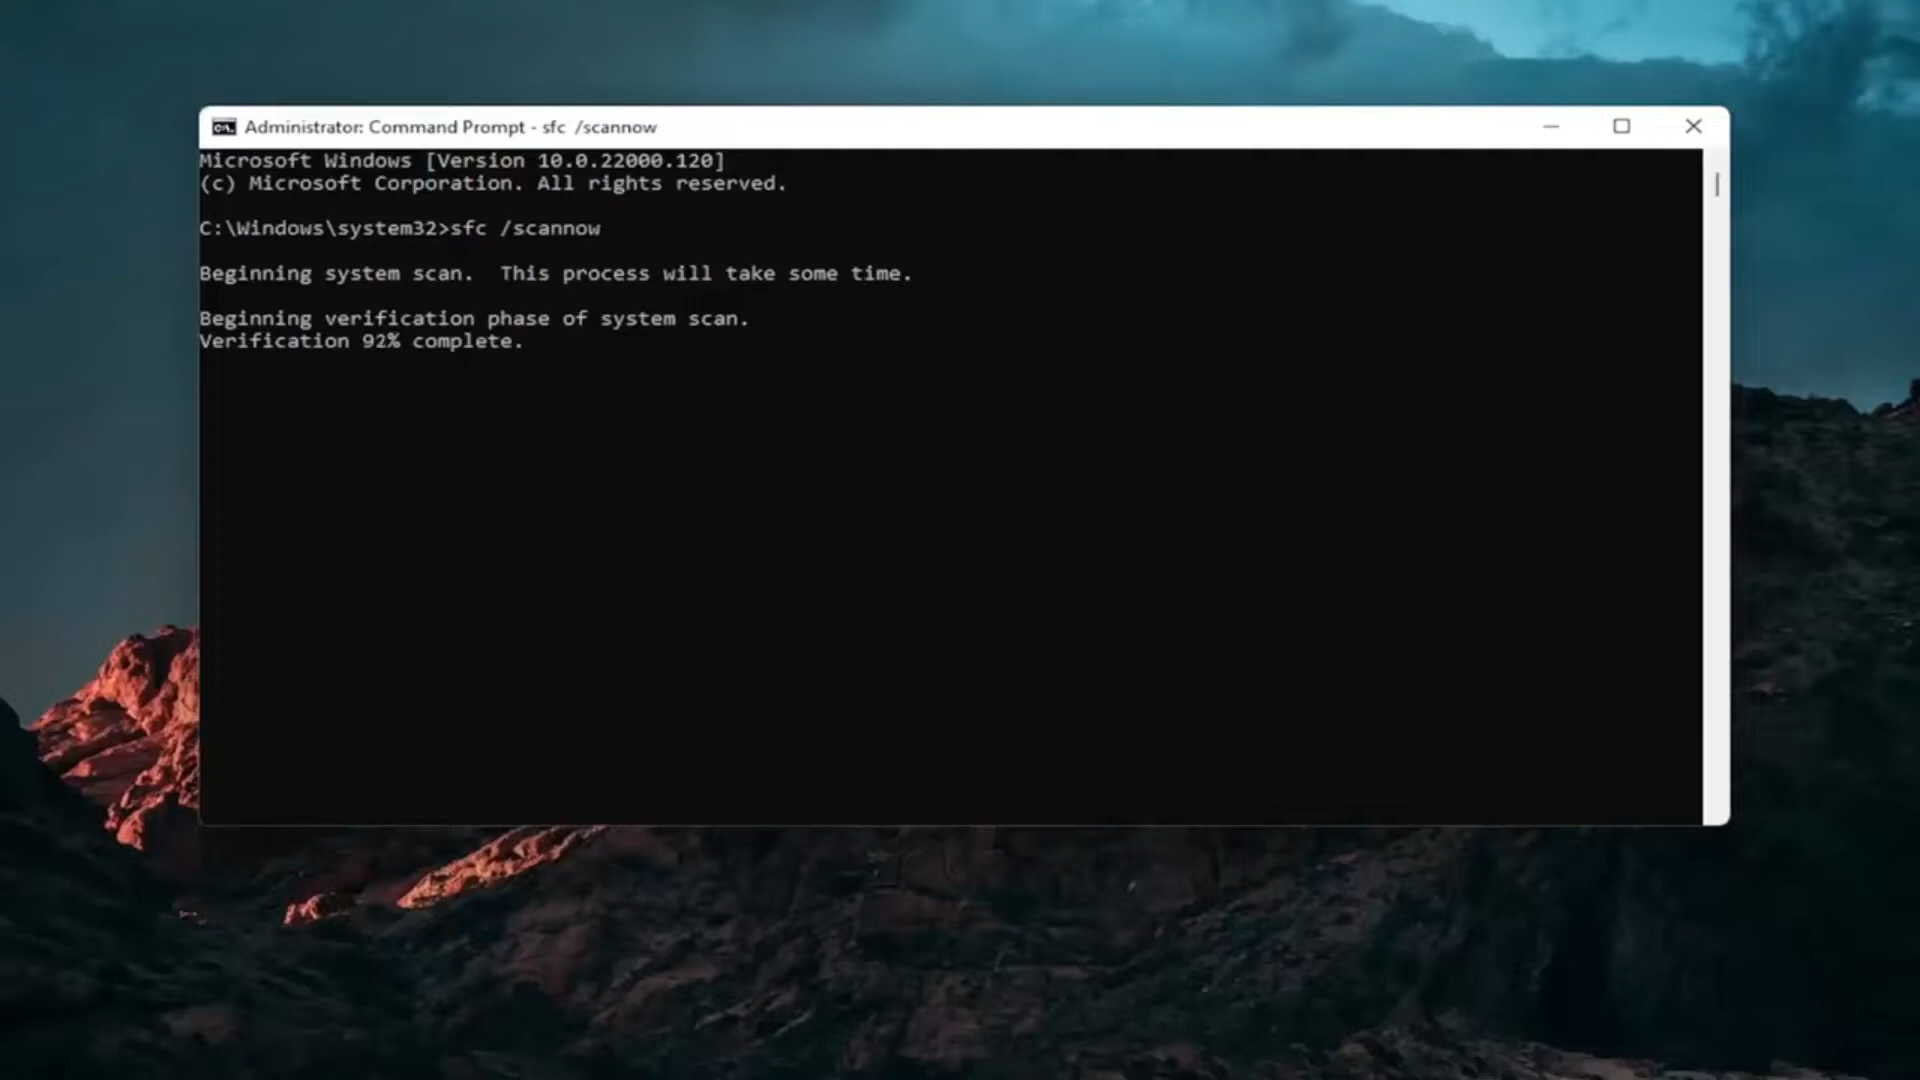 Administrator: Command Prompt - sfc  /scannow
Microsoft Windows [Version 10.0.22000.120]
(c) Microsoft Corporation. All rights reserved.
C:\Windows\system32>sfc /scannow
Beginning system scan.  This process will take some time.
Beginning verification phase of system scan.
Verification 92% complete.